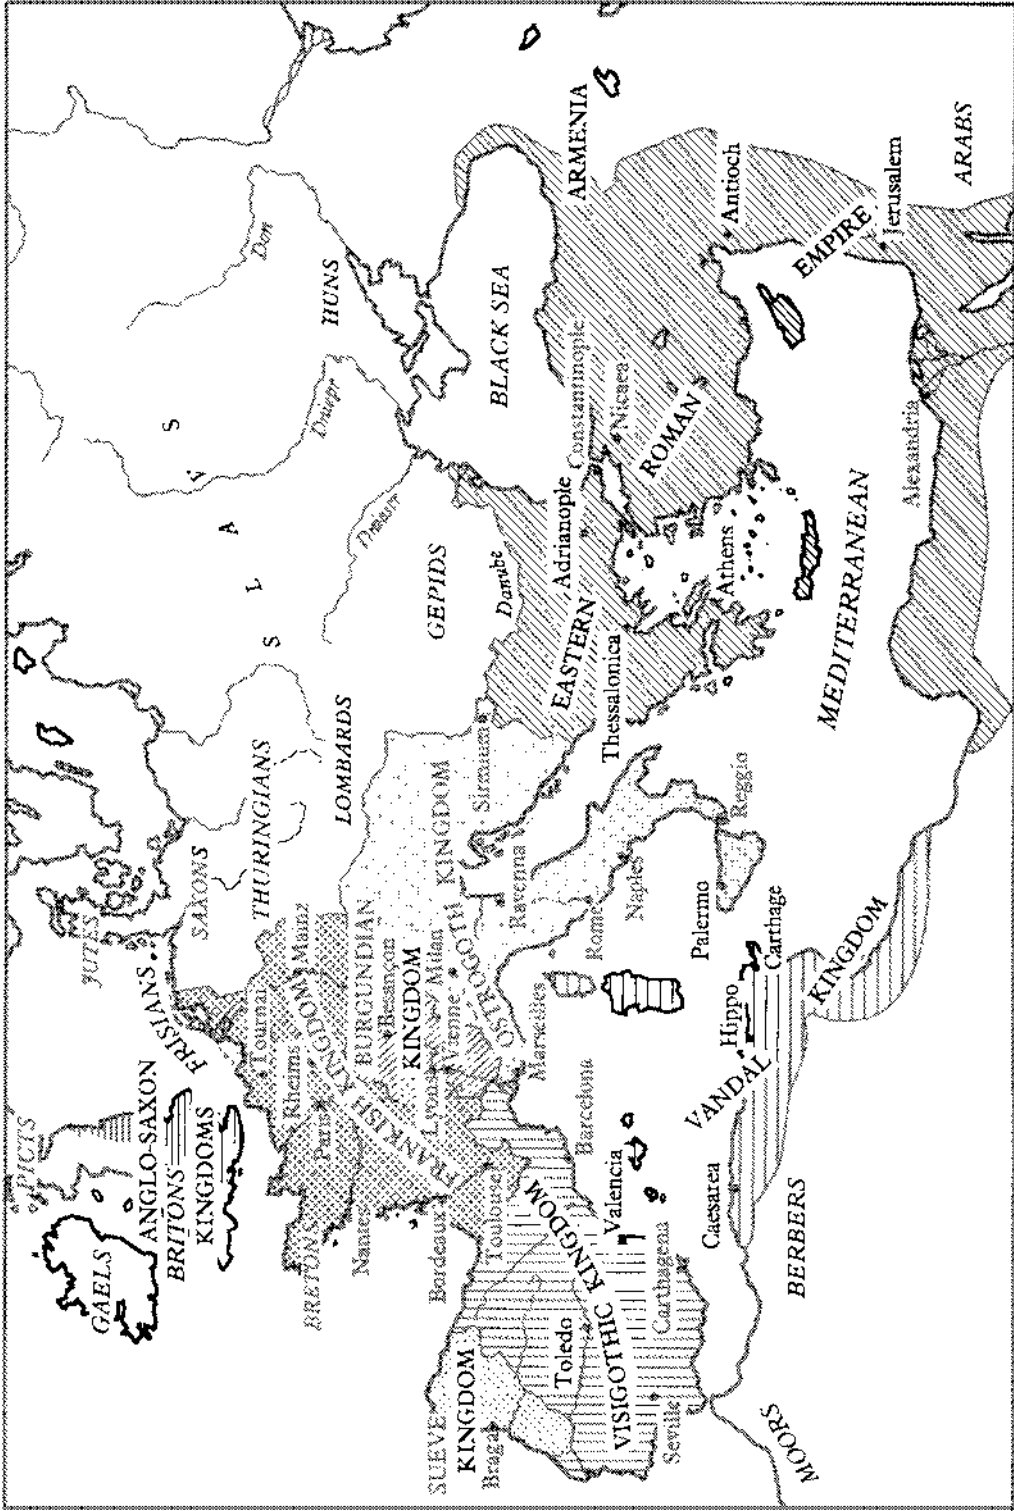 PICTS
GAELS
ANGLO-SAXON
BRITONS
KINGDOMS
JUTES
FRISIANS
SAXONS
THURINGIANS
LOMBARDS
SLAVS
HUNS
Don
Dniepr
GEPIDS
Danube
BLACK SEA
BRETONS
Tournai
Rheims
Mainz
Paris
Nantes
FRANKISH KINGDOM
BURGUNDIAN
KINGDOM
Besançon
Lyons
Vienne
Milan
OSTROGOTH KINGDOM
Sirmium
Bordeaux
Toulouse
Marseilles
Ravenna
Rome
Naples
Reggio
Palermo
SUEVE
KINGDOM
Braga
VISIGOTHIC KINGDOM
Toledo
Barcelona
Valencia
Carthagena
Seville
EASTERN
ROMAN
EMPIRE
Adrianople
Constantinople
Nicaea
Thessalonica
Athens
ARMENIA
Antioch
Jerusalem
Alexandria
ARABS
MEDITERRANEAN
VANDAL
KINGDOM
Hippo
Carthage
Caesarea
BERBERS
MOORS